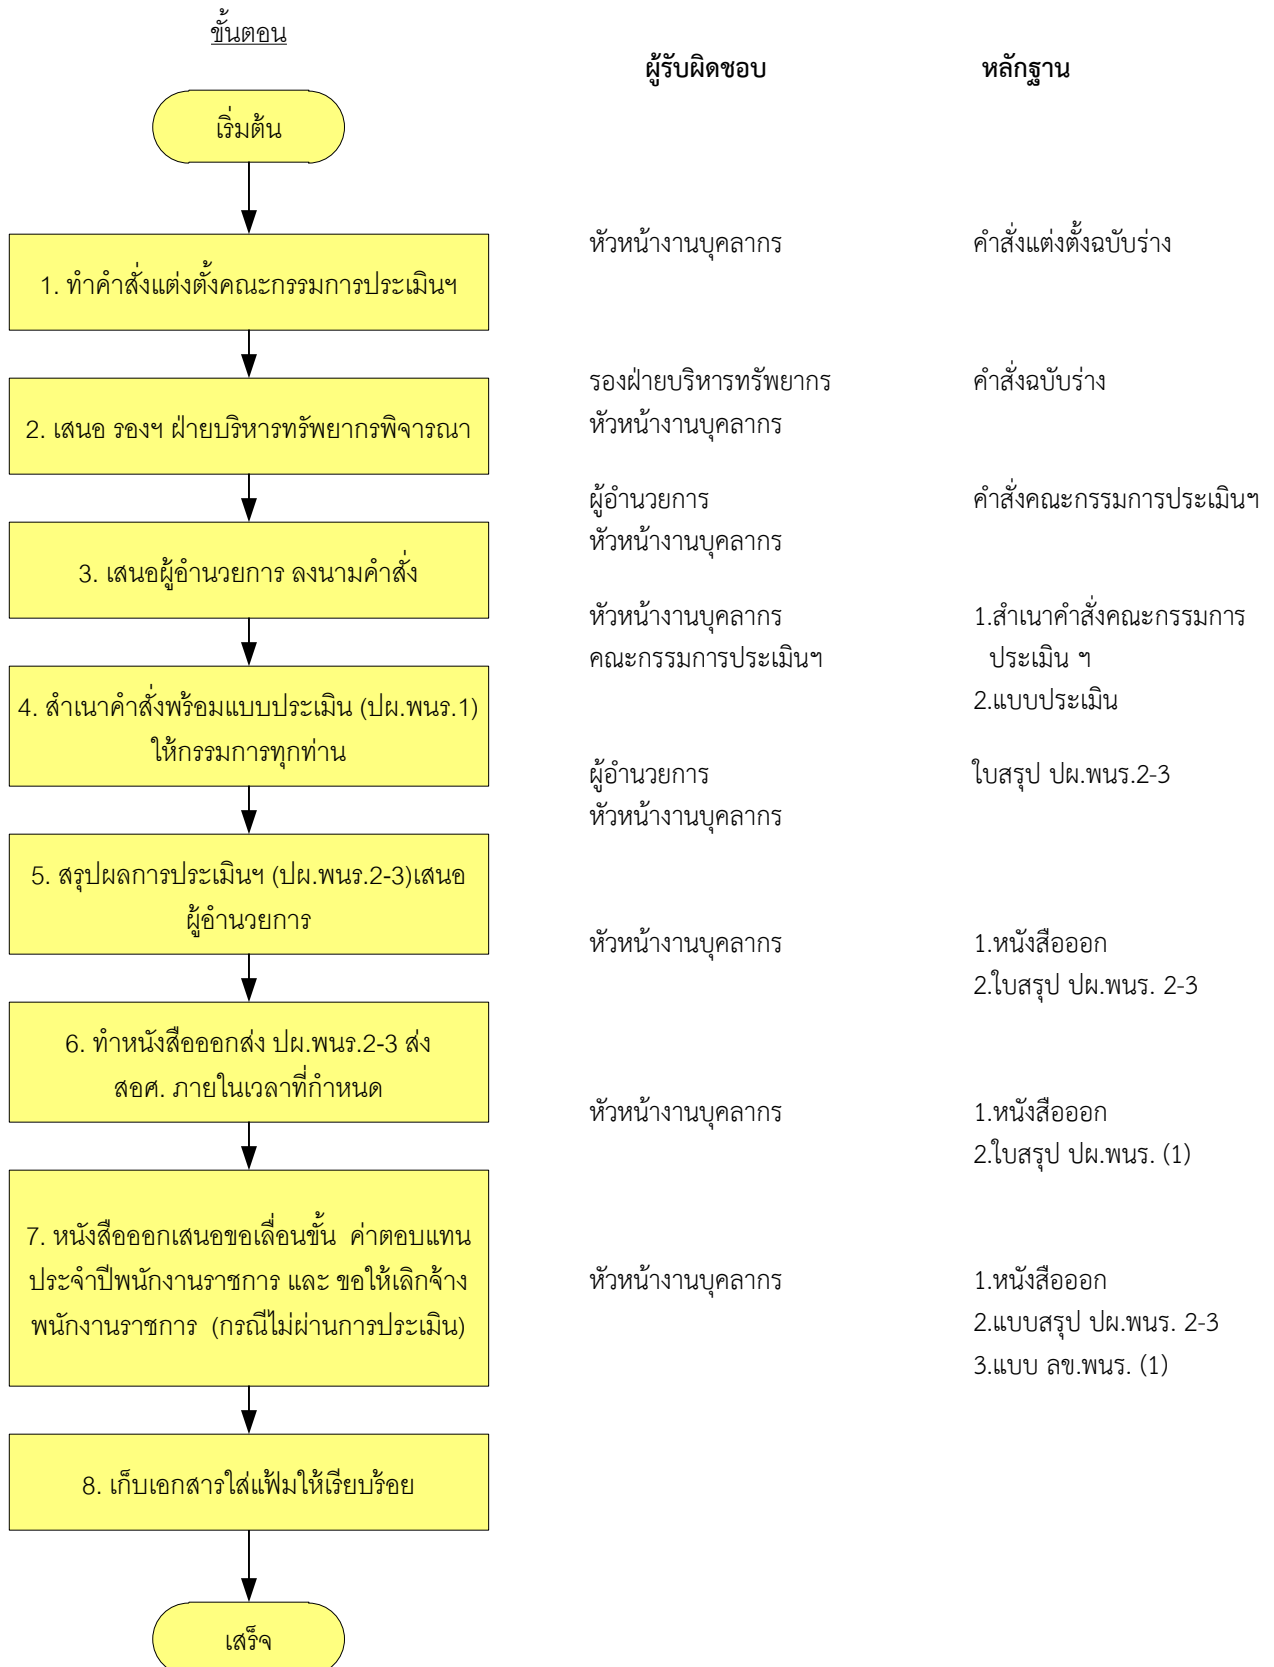 ขั้นตอน
ผู้รับผิดชอบ
หลักฐาน
เริ่มต้น
1. ทำคำสั่งแต่งตั้งคณะกรรมการประเมินฯ
หัวหน้างานบุคลากร
คำสั่งแต่งตั้งฉบับร่าง
2. เสนอ รองฯ ฝ่ายบริหารทรัพยากรพิจารณา
รองฝ่ายบริหารทรัพยากร
หัวหน้างานบุคลากร
คำสั่งฉบับร่าง
3. เสนอผู้อำนวยการ ลงนามคำสั่ง
ผู้อำนวยการ
หัวหน้างานบุคลากร
คำสั่งคณะกรรมการประเมินฯ
4. สำเนาคำสั่งพร้อมแบบประเมิน (ปผ.พนร.1)
ให้กรรมการทุกท่าน
หัวหน้างานบุคลากร
คณะกรรมการประเมินฯ
1.สำเนาคำสั่งคณะกรรมการ
ประเมิน ฯ
2.แบบประเมิน
5. สรุปผลการประเมินฯ (ปผ.พนร.2-3)เสนอ
ผู้อำนวยการ
ผู้อำนวยการ
หัวหน้างานบุคลากร
ใบสรุป ปผ.พนร.2-3
6. ทำหนังสือออกส่ง ปผ.พนร.2-3 ส่ง
สอศ. ภายในเวลาที่กำหนด
หัวหน้างานบุคลากร
1.หนังสือออก
2.ใบสรุป ปผ.พนร. 2-3
7. หนังสือออกเสนอขอเลื่อนขั้น ค่าตอบแทน
ประจำปีพนักงานราชการ และ ขอให้เลิกจ้าง
พนักงานราชการ (กรณีไม่ผ่านการประเมิน)
หัวหน้างานบุคลากร
1.หนังสือออก
2.ใบสรุป ปผ.พนร. (1)
8. เก็บเอกสารใส่แฟ้มให้เรียบร้อย
หัวหน้างานบุคลากร
1.หนังสือออก
2.แบบสรุป ปผ.พนร. 2-3
3.แบบ ลข.พนร. (1)
เสร็จ